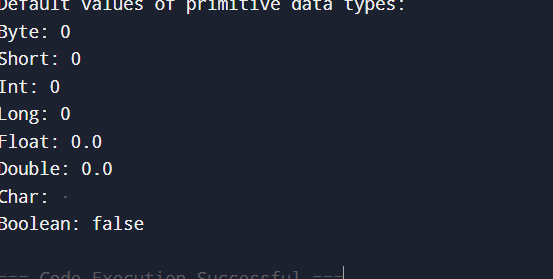 Default values of primitive data types:
Byte: 0
Short: 0
Int: 0
Long: 0
Float: 0.0
Double: 0.0
Char:
Boolean: false
=== Code Execution Successful ===